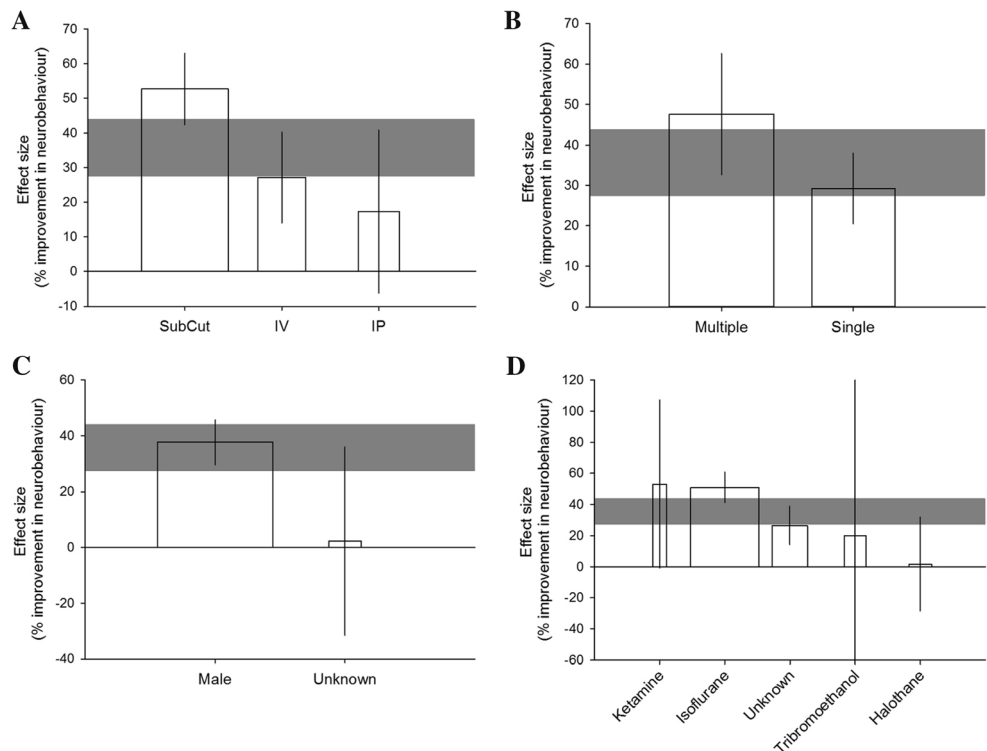 A
Effect size
(% improvement in neurobehaviour)
70
60
50
40
30
20
10
0
-10
SubCut IV IP
B
Effect size
(% improvement in neurobehaviour)
70
60
50
40
30
20
10
0
Multiple Single
C
Effect size
(% improvement in neurobehaviour)
60
40
20
0
-20
-40
Male Unknown
D
Effect size
(% improvement in neurobehaviour)
120
100
80
60
40
20
0
-20
-40
-60
Ketamine
Isoflurane
Unknown
Tribromoethanol
Halothane